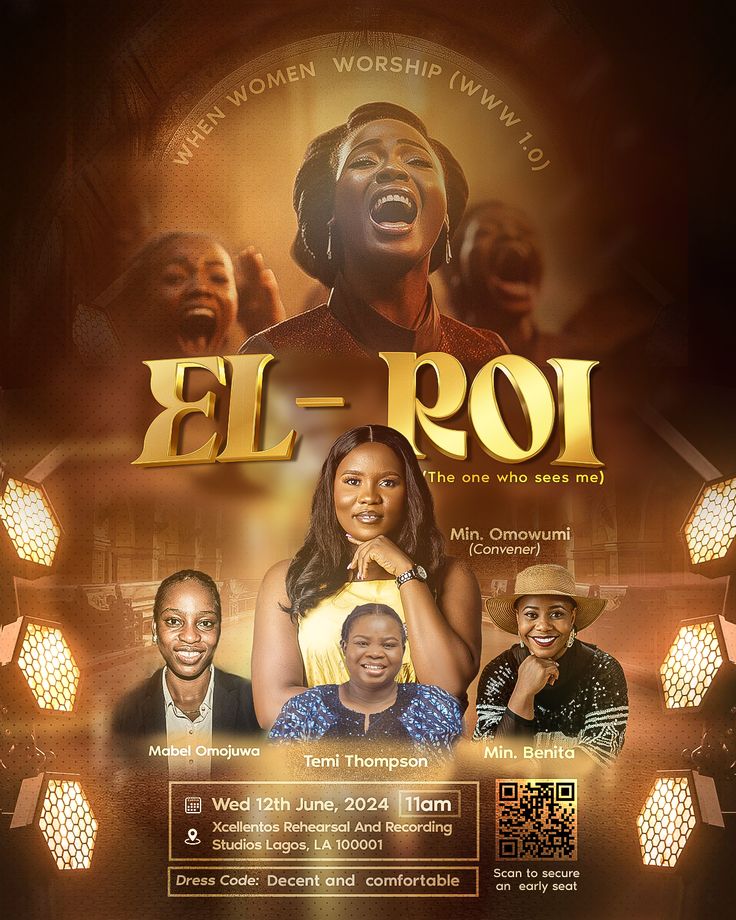 WHEN WOMEN WORSHIP (WWW 1.0)
EL- ROI
(The one who sees me)
Min. Omowumi
(Convener)
Mabel Omojuwa
Temi Thompson
Min. Benita
Wed 12th June, 2024 11am
Xcellentos Rehearsal And Recording
Studios Lagos, LA 100001
Dress Code: Decent and comfortable
Scan to secure
an early seat